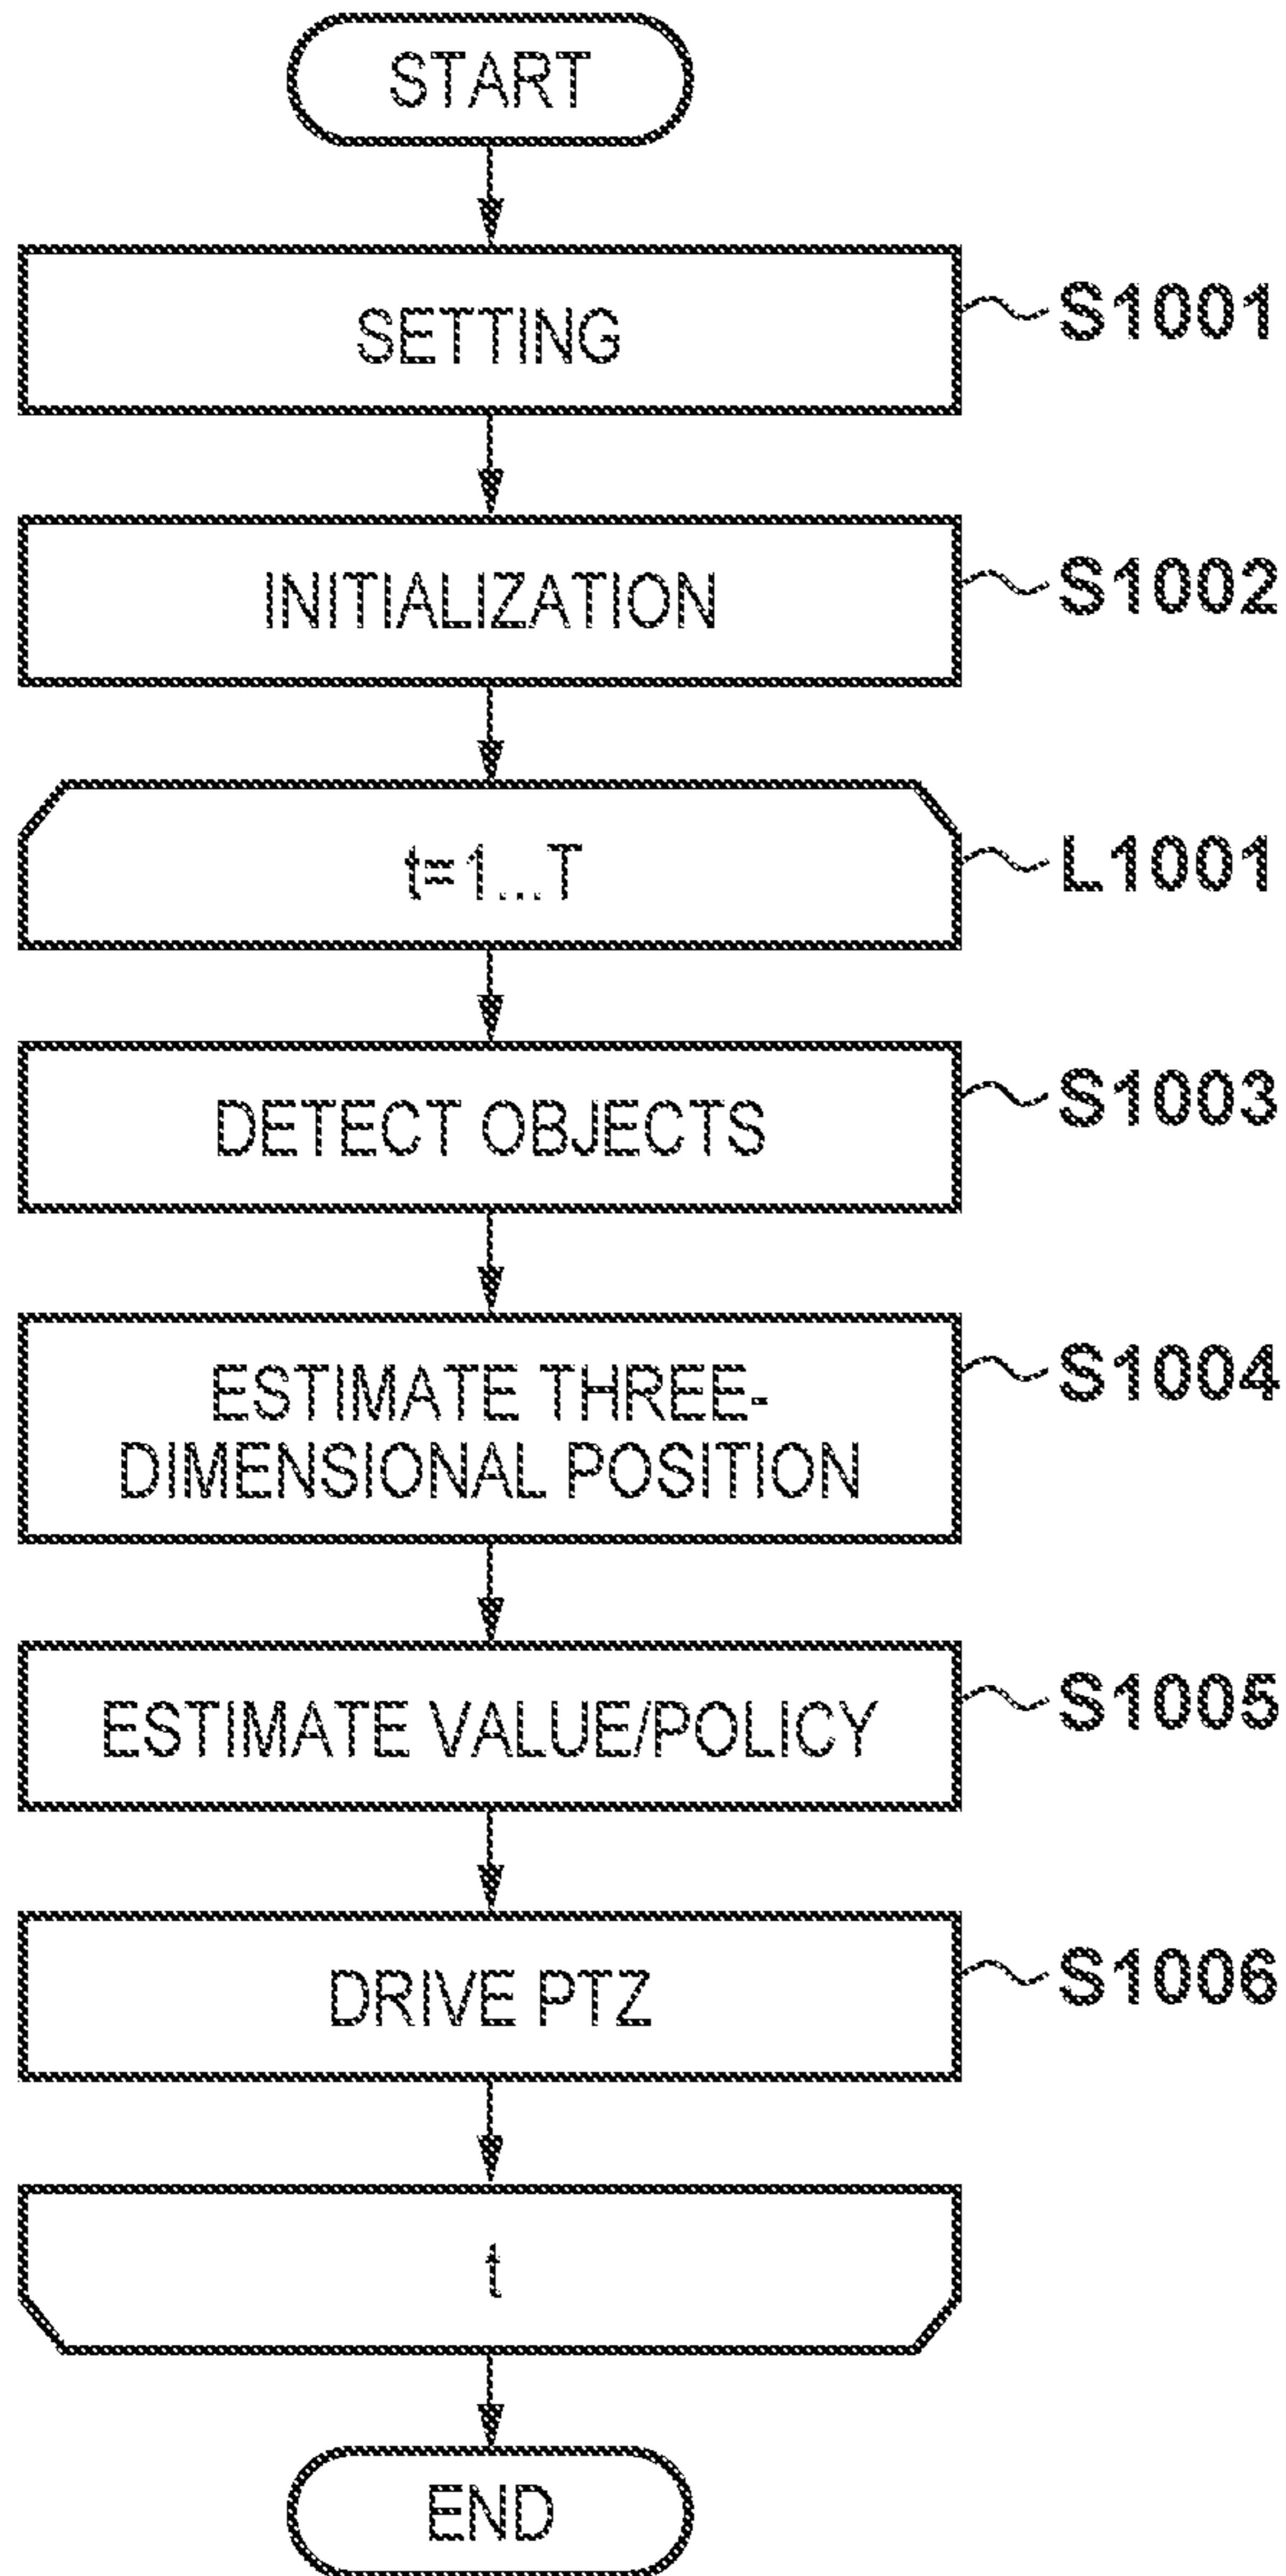 START
SETTING
S1001
INITIALIZATION
S1002
t=1...T
L1001
DETECT OBJECTS
S1003
ESTIMATE THREE-
DIMENSIONAL POSITION
S1004
ESTIMATE VALUE/POLICY
S1005
DRIVE PTZ
S1006
t
END